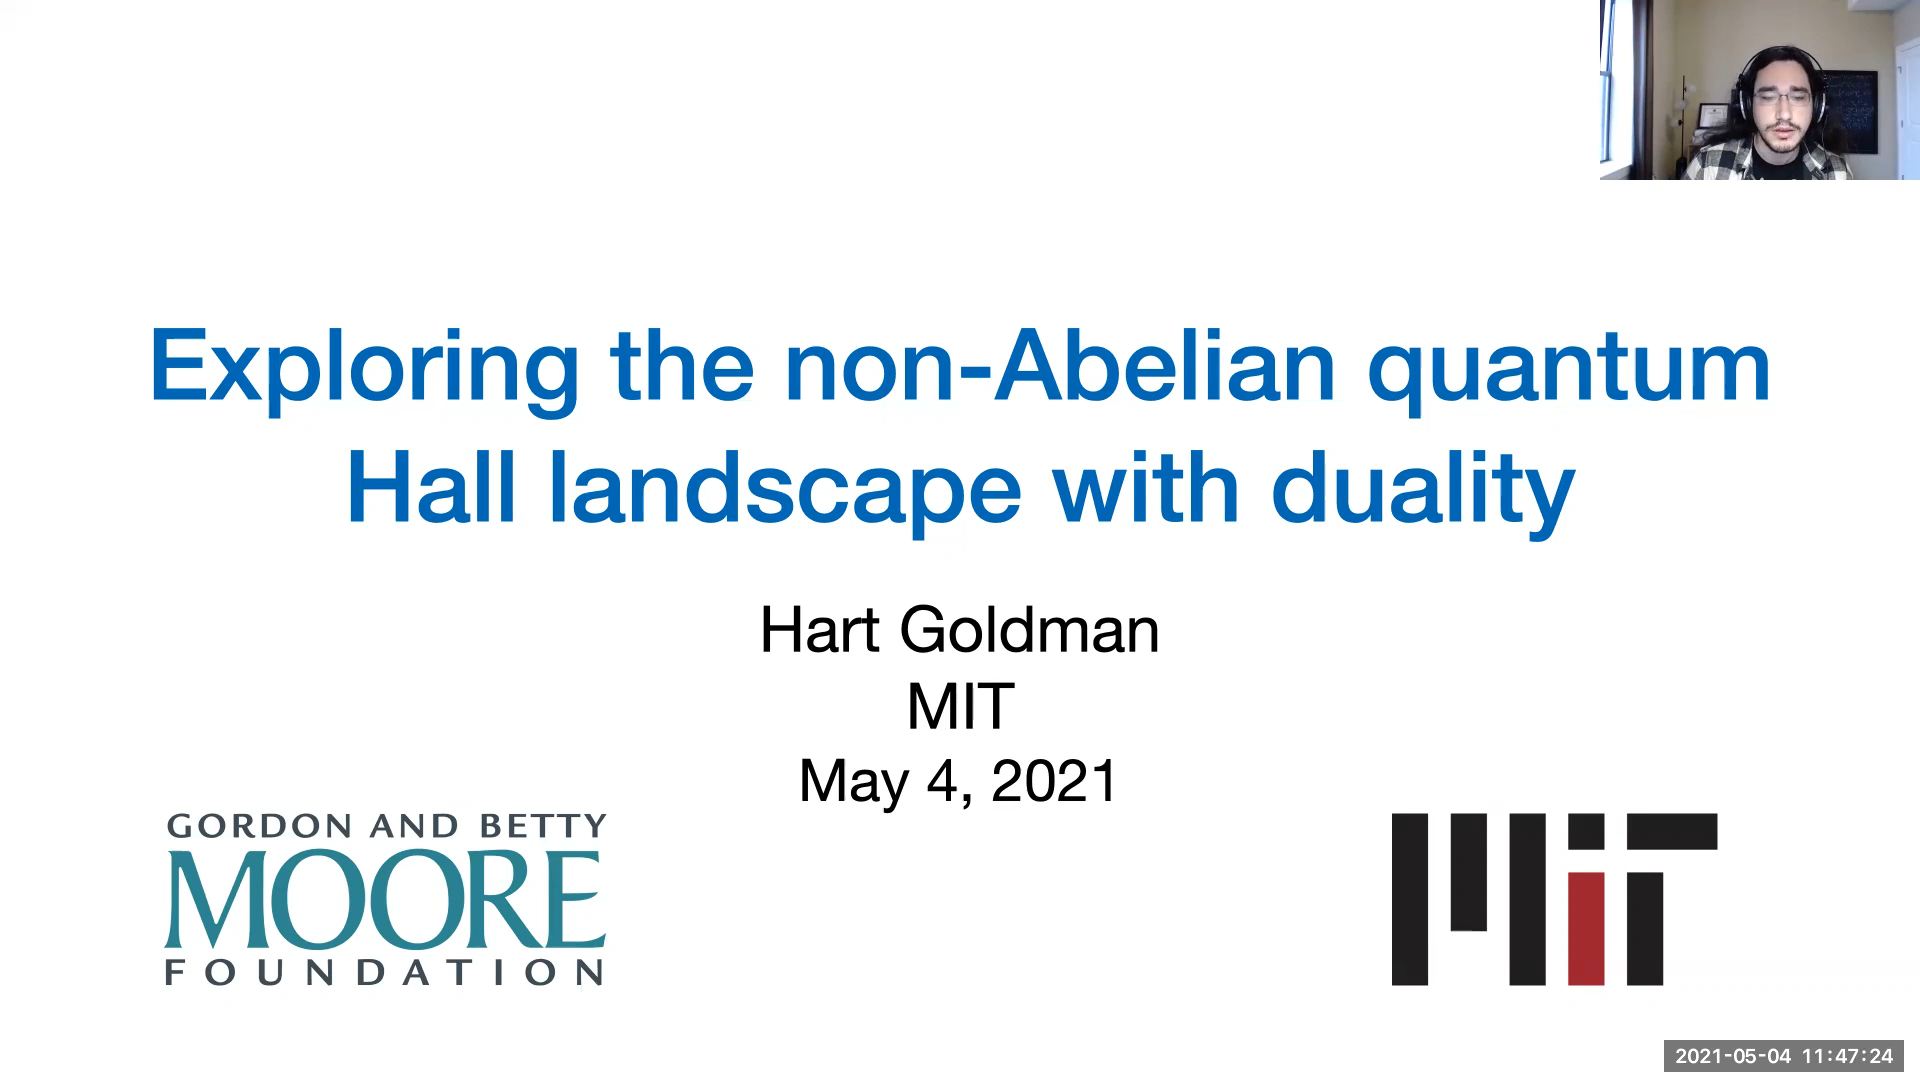 Exploring the non-Abelian quantum
Hall landscape with duality
Hart Goldman
MIT
May 4, 2021
GORDON AND BETTY
MOORE
FOUNDATION
MIT
2021-05-04 11:47:24